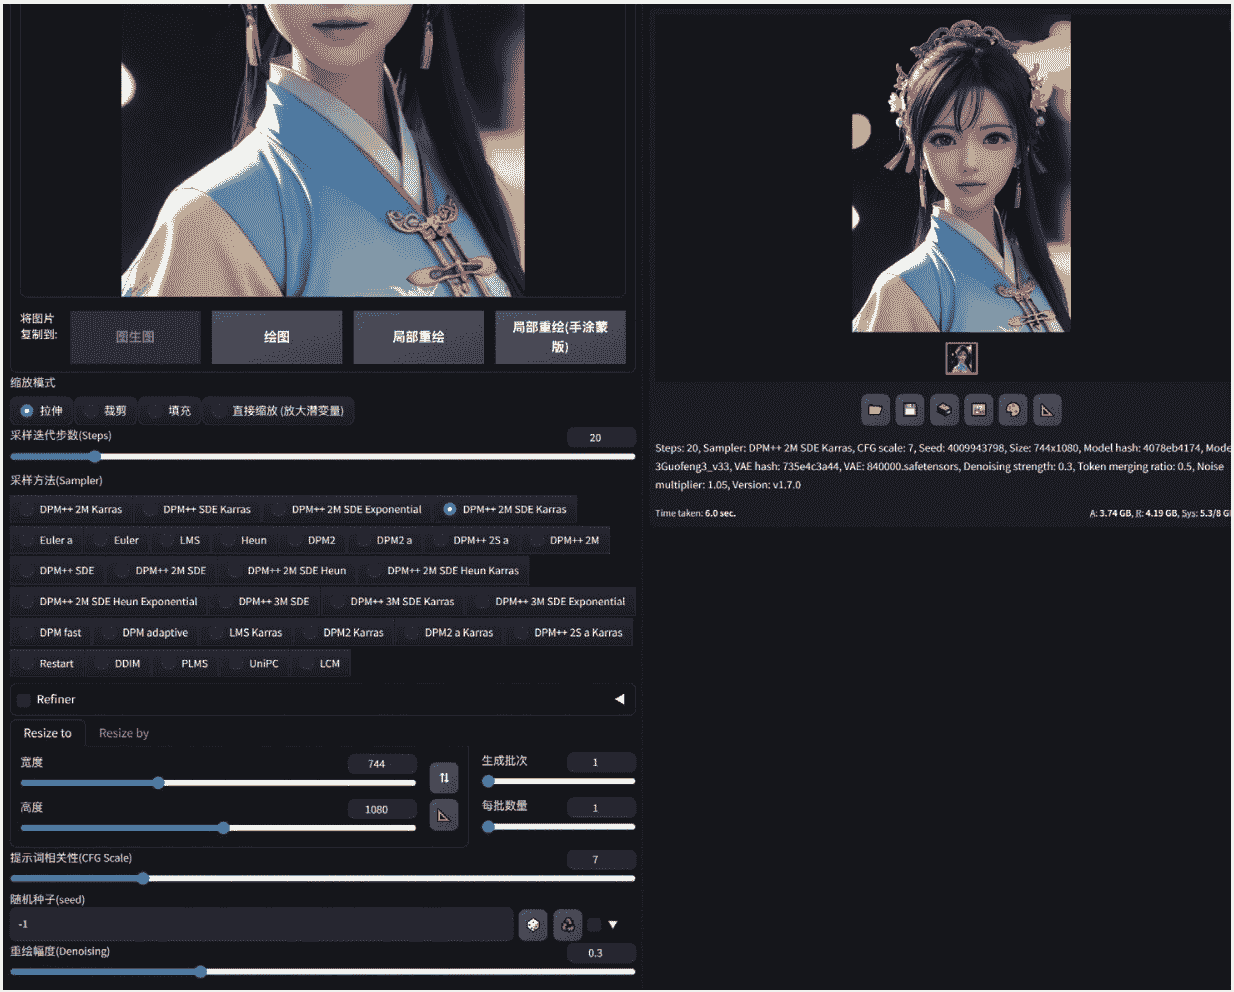 将图片
复制到:
图生图
绘图
局部重绘
局部重绘(手涂蒙
版)
缩放模式
拉伸
裁剪
填充
直接缩放 (放大潜变量)
采样迭代步数(Steps)
20
采样方法(Sampler)
DPM++ 2M Karras
DPM++ SDE Karras
DPM++ 2M SDE Exponential
DPM++ 2M SDE Karras
Euler a
Euler
LMS
Heun
DPM2
DPM2 a
DPM++ 2S a
DPM++ 2M
DPM++ SDE
DPM++ 2M SDE
DPM++ 2M SDE Heun
DPM++ 2M SDE Heun Karras
DPM++ 2M SDE Heun Exponential
DPM++ 3M SDE
DPM++ 3M SDE Karras
DPM++ 3M SDE Exponential
DPM fast
DPM adaptive
LMS Karras
DPM2 Karras
DPM2 a Karras
DPM++ 2S a Karras
Restart
DDIM
PLMS
UniPC
LCM
Refiner
Resize to
Resize by
宽度
744
高度
1080
生成批次
1
每批数量
1
提示词相关性(CFG Scale)
7
随机种子(seed)
-1
重绘幅度(Denoising)
0.3
Steps: 20, Sampler: DPM++ 2M SDE Karras, CFG scale: 7, Seed: 4009943798, Size: 744x1080, Model hash: 4078eb4174, Mode
3Guofeng3_v33, VAE hash: 735e4c3a44, VAE: 840000.safetensors, Denoising strength: 0.3, Token merging ratio: 0.5, Noise
multiplier: 1.05, Version: v1.7.0
Time taken: 6.0 sec.
A: 3.74 GB, R: 4.19 GB, Sys: 5.3/8 G